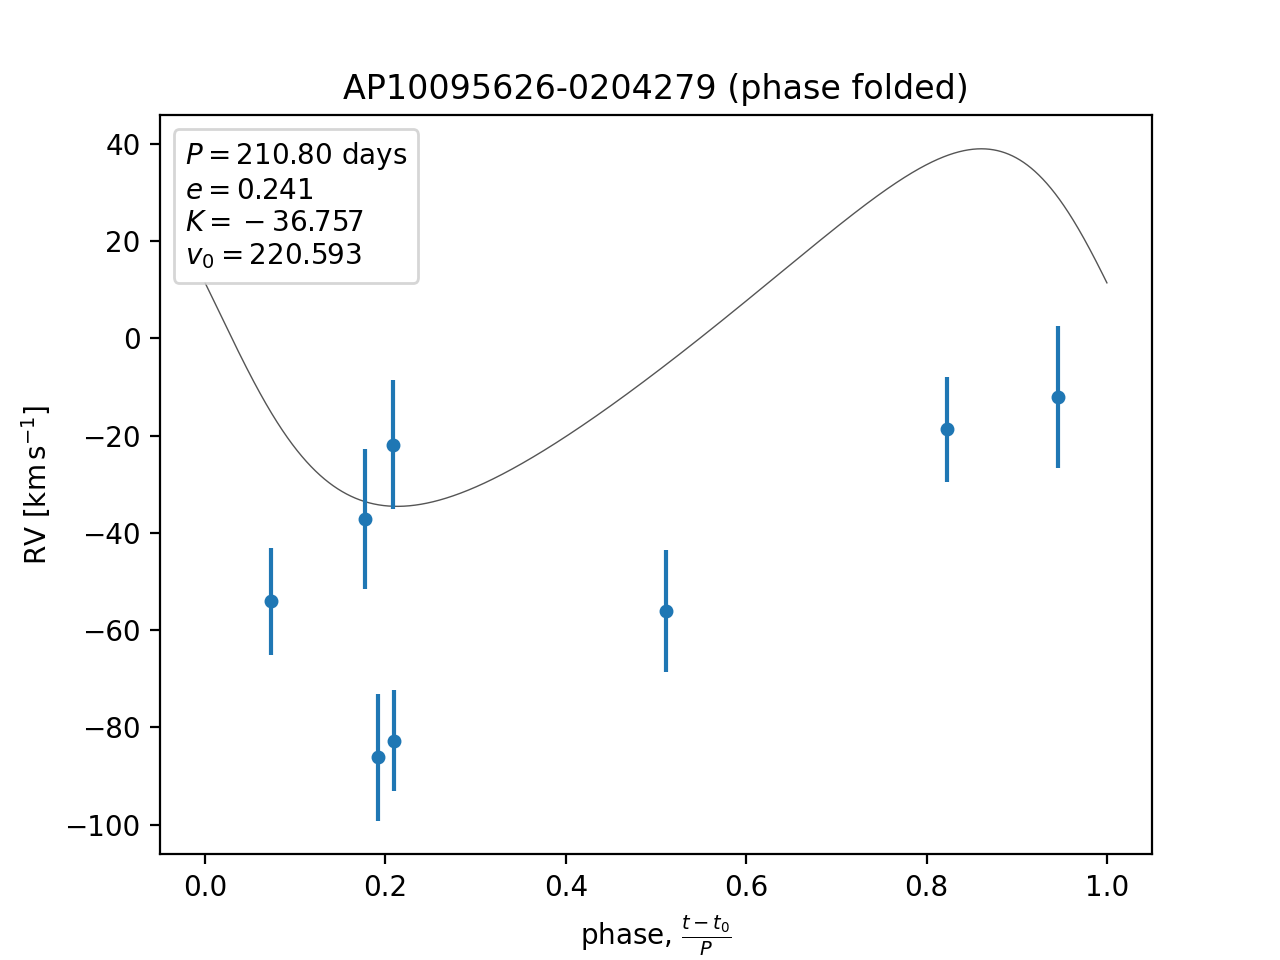 AP10095626-0204279 (phase folded)
P = 210.80 days
e = 0.241
K = −36.757
v₀ = 220.593
40
20
0
−20
−40
−60
−80
−100
RV [km s⁻¹]
0.0 0.2 0.4 0.6 0.8 1.0
phase, (t − t₀)/P